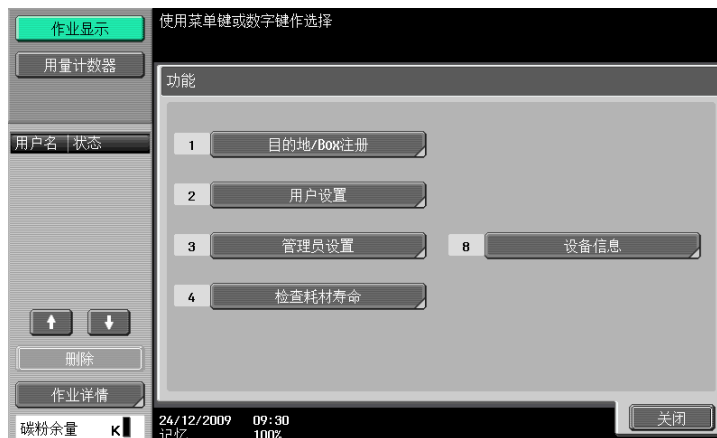 作业显示
用量计数器
用户名 状态
删除
作业详情
碳粉余量 K
使用菜单键或数字键作选择
功能
1 目的地/Box注册
2 用户设置
3 管理员设置
8 设备信息
4 检查耗材寿命
24/12/2009 09:30
记忆 100%
关闭